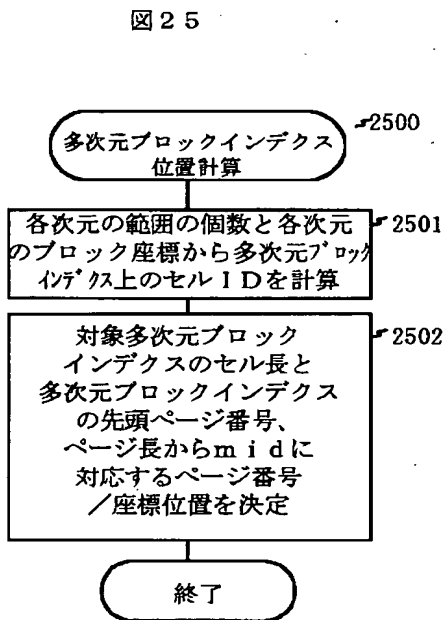 図25
2500
多次元ブロックインデクス
位置計算
2501
各次元の範囲の個数と各次元
のブロック座標から多次元ブロック
インデクス上のセルIDを計算
2502
対象多次元ブロック
インデクスのセル長と
多次元ブロックインデクス
の先頭ページ番号、
ページ長からmidに
対応するページ番号
/座標位置を決定
終了